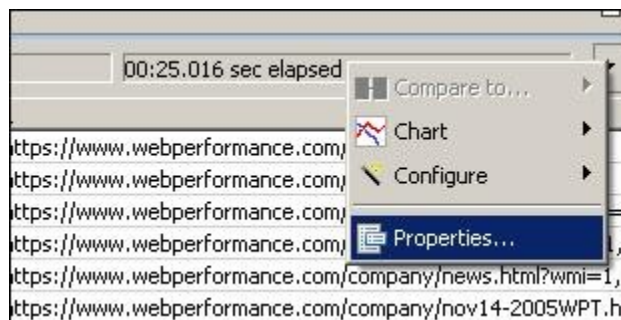 00:25.016 sec elapsed
Compare to...
Chart
Configure
Properties...
ttps://www.webperformance.com/
ttps://www.webperformance.com/
ttps://www.webperformance.com/
ttps://www.webperformance.com/
ttps://www.webperformance.com/company/news.html?wmi=1,
ttps://www.webperformance.com/company/nov14-2005WPT.h